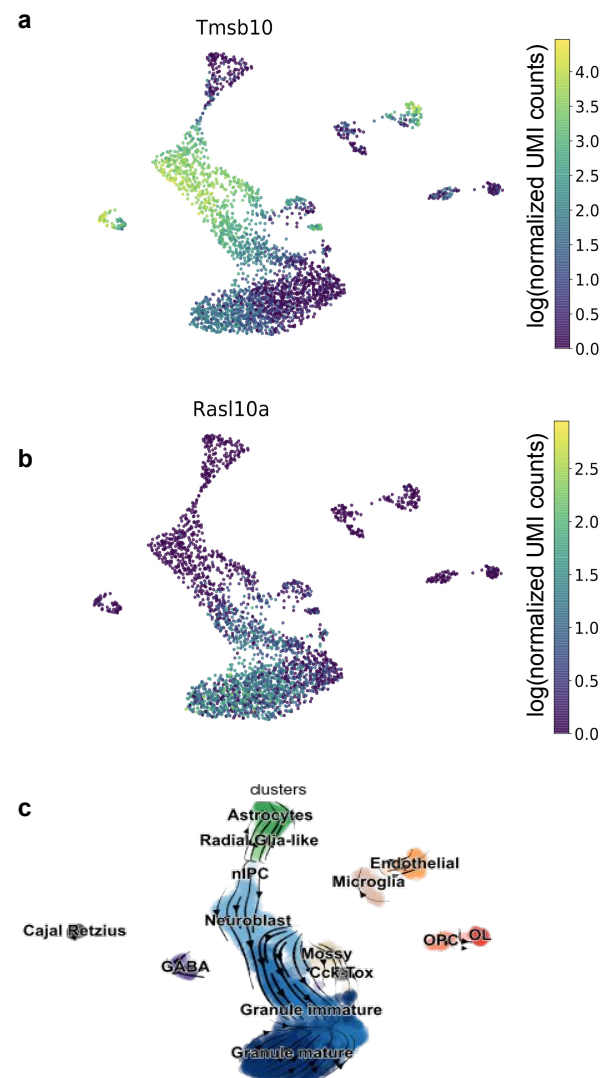 a
Tmsb10
4.0
3.5
3.0
2.5
2.0
1.5
1.0
0.5
0.0
log(normalized UMI counts)
b
Rasl10a
2.5
2.0
1.5
1.0
0.5
0.0
log(normalized UMI counts)
c
clusters
Astrocytes
Radial Glia-like
nIPC
Endothelial
Microglia
Neuroblast
Cajal Retzius
OPC
OL
Mossy
GABA
Cck-Tox
Granule immature
Granule mature